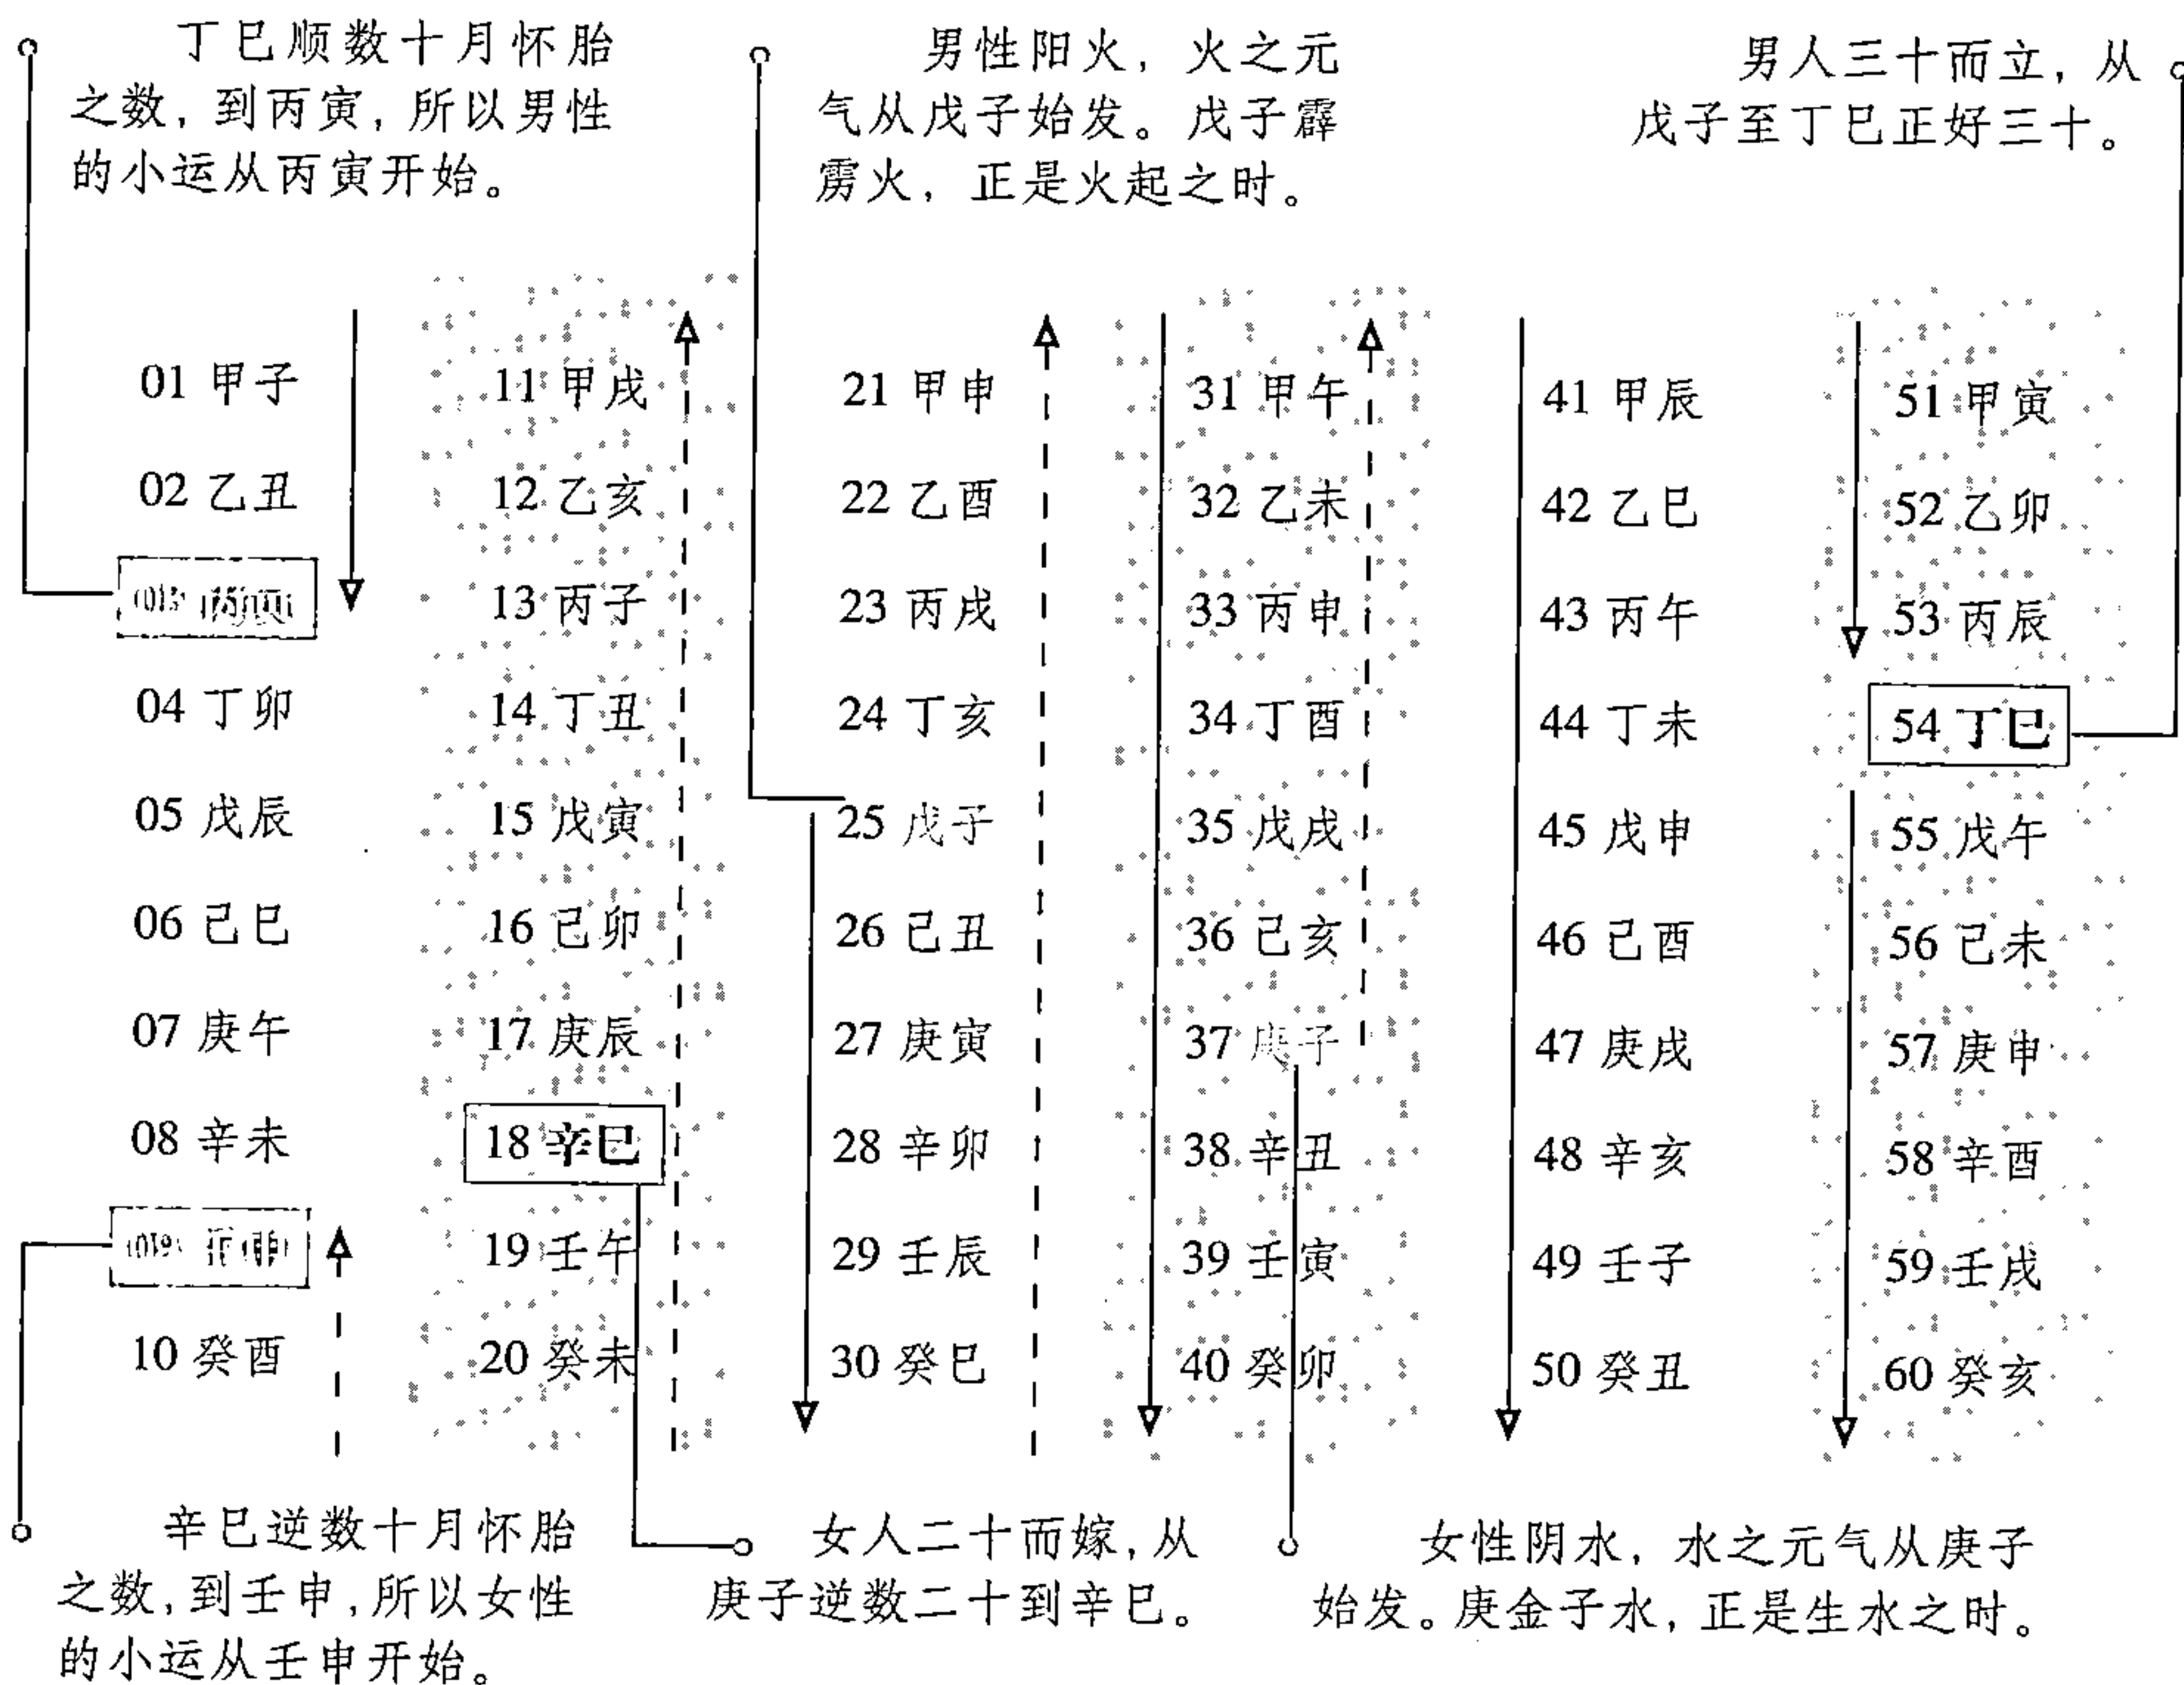 丁巳顺数十月怀胎
之数，到丙寅，所以男性
的小运从丙寅开始。
男性阳火，火之元
气从戊子始发。戊子霹
雳火，正是火起之时。
男人三十而立，从
戊子至丁巳正好三十。
01 甲子
02 乙丑
04 丁卯
05 戊辰
06 己巳
07 庚午
08 辛未
10 癸酉
11 甲戌
12 乙亥
13 丙子
14 丁丑
15 戊寅
16 己卯
17 庚辰
18 辛巳
19 壬午
20 癸未
21 甲申
22 乙酉
23 丙戌
24 丁亥
25 戊子
26 己丑
27 庚寅
28 辛卯
29 壬辰
30 癸巳
31 甲午
32 乙未
33 丙申
34 丁酉
35 戊戌
36 己亥
37 庚子
38 辛丑
39 壬寅
40 癸卯
41 甲辰
42 乙巳
43 丙午
44 丁未
45 戊申
46 己酉
47 庚戌
48 辛亥
49 壬子
50 癸丑
51 甲寅
52 乙卯
53 丙辰
54 丁巳
55 戊午
56 己未
57 庚申
58 辛酉
59 壬戌
60 癸亥
辛巳逆数十月怀胎
之数，到壬申，所以女性
的小运从壬申开始。
女人二十而嫁，从
庚子逆数二十到辛巳。
女性阴水，水之元气从庚子
始发。庚金子水，正是生水之时。